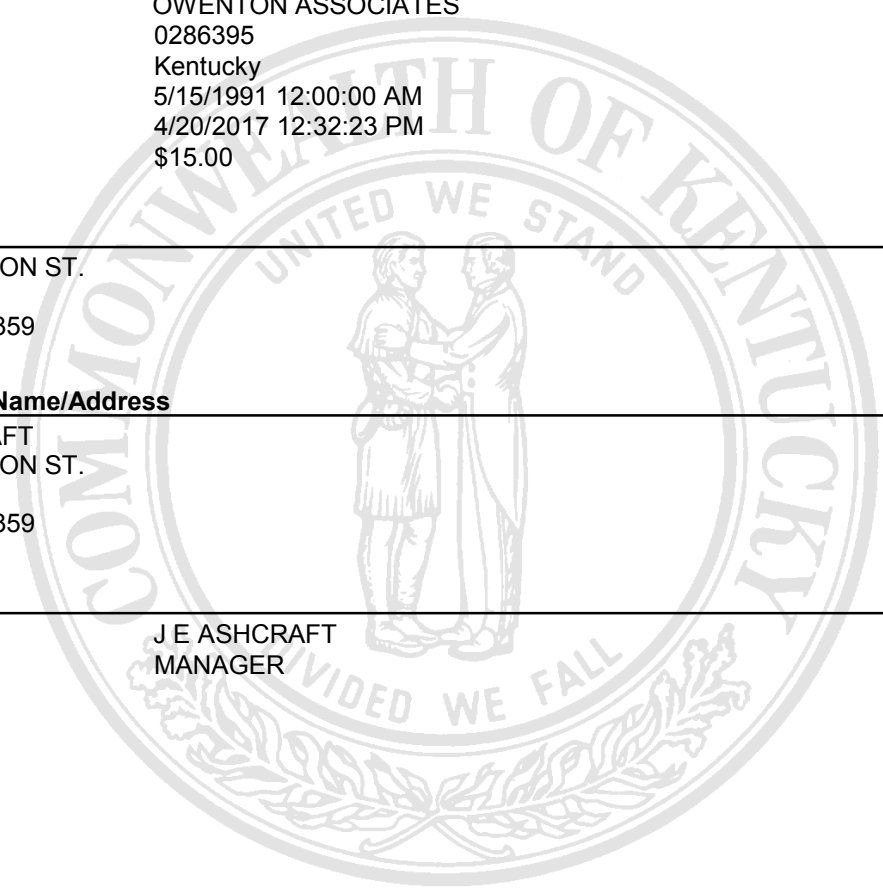 OWENTON ASSOCIATES
0286395
Kentucky
5/15/1991 12:00:00 AM
4/20/2017 12:32:23 PM
$15.00
ON ST.
359
Name/Address
AFT
ON ST.
359
J E ASHCRAFT
MANAGER
COMMONWEALTH OF KENTUCKY
UNITED WE STAND
DIVIDED WE FALL